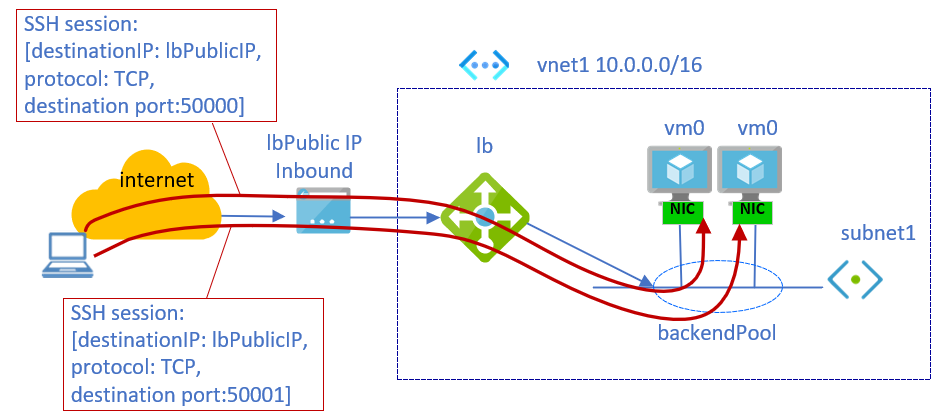 SSH session:
[destinationIP: lbPublicIP,
protocol: TCP,
destination port:50000]
vnet1 10.0.0.0/16
lbPublic IP
Inbound
lb
vm0
vm0
internet
NIC
NIC
subnet1
SSH session:
[destinationIP: lbPublicIP,
protocol: TCP,
destination port:50001]
backendPool